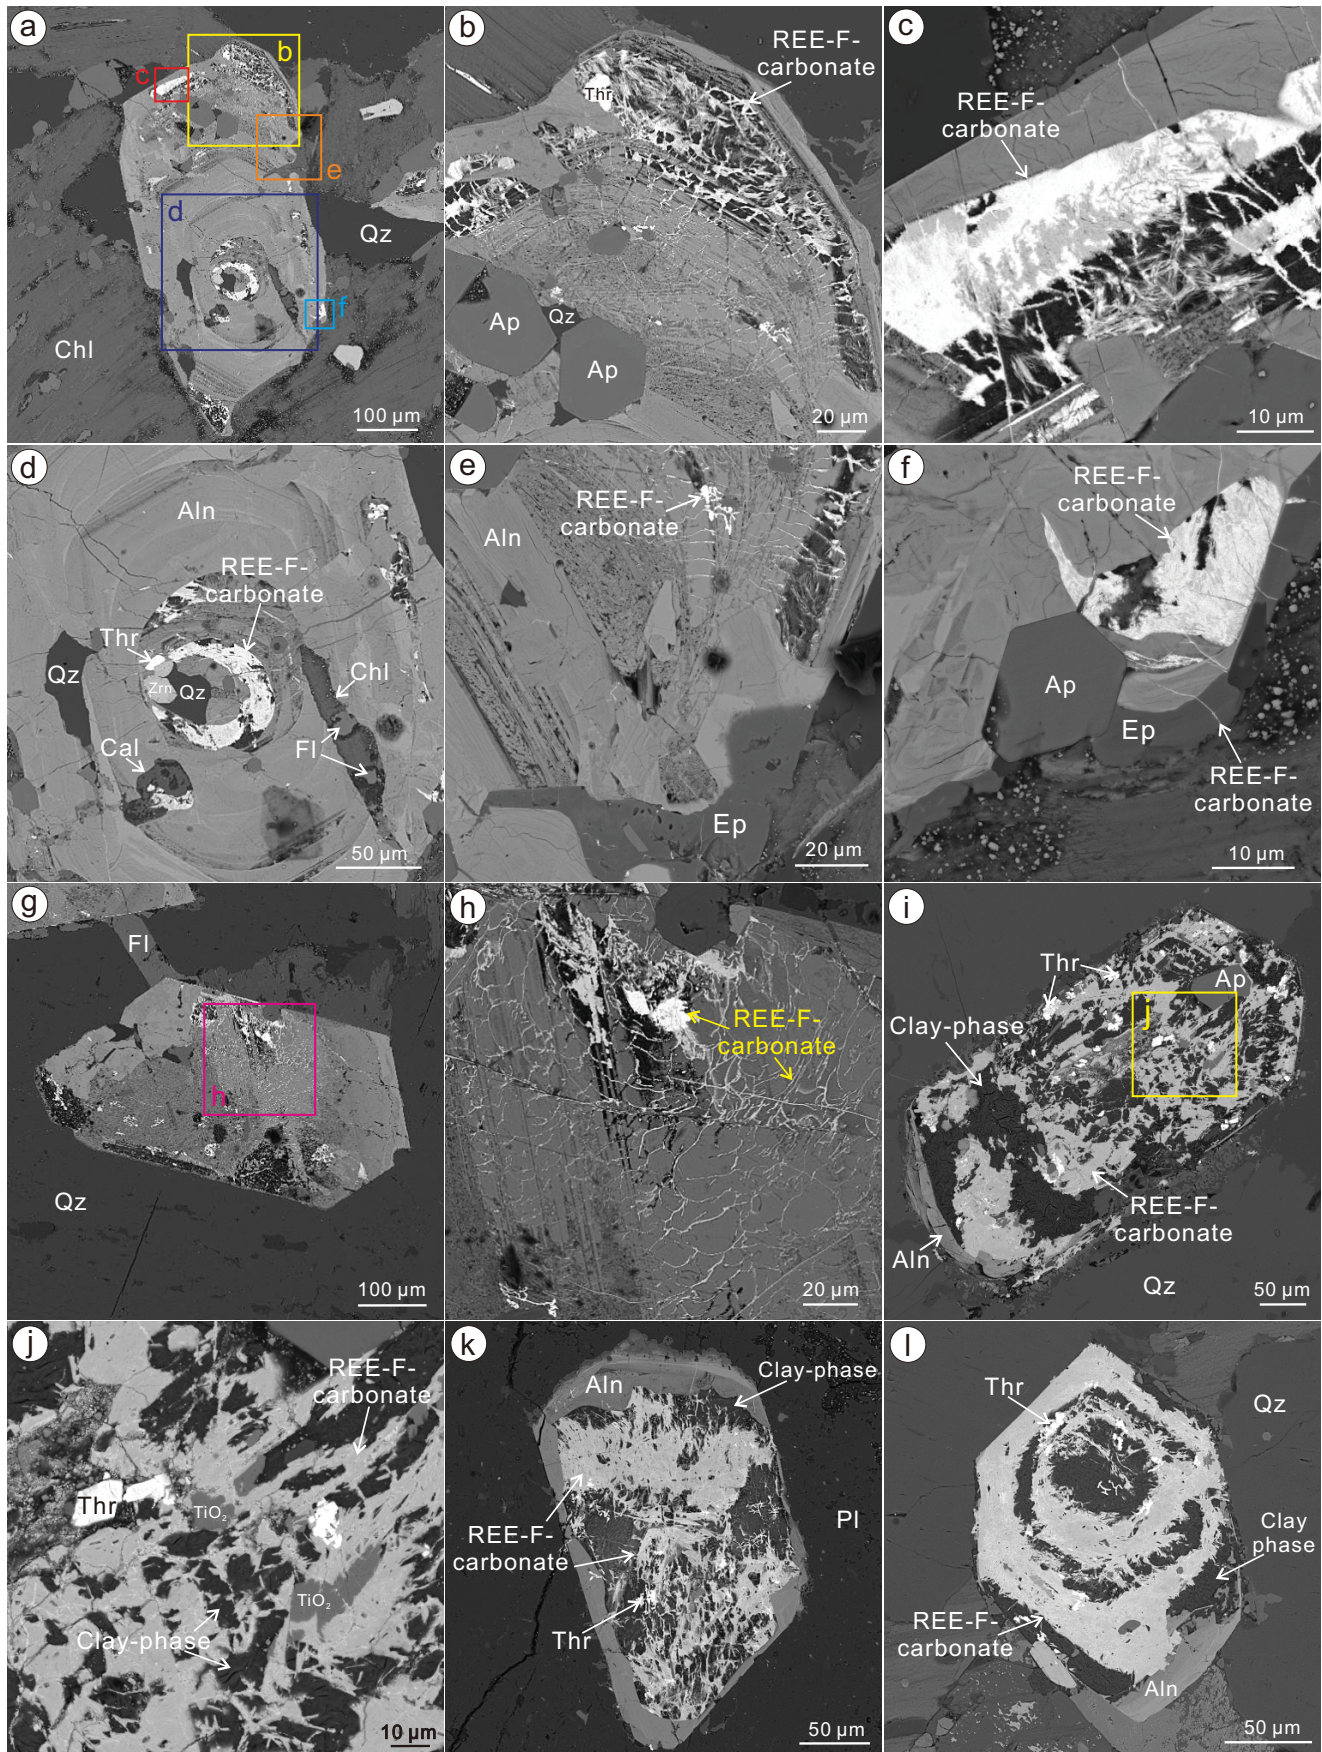 a
b
c
e
d
Qz
f
Chl
100 µm
b
REE-F-
carbonate
Thr
Ap
Qz
Ap
20 µm
c
REE-F-
carbonate
10 µm
d
Aln
REE-F-
carbonate
Thr
Qz
Zrn
Qz
Chl
Cal
Fl
50 µm
e
REE-F-
carbonate
Aln
Ep
20 µm
f
REE-F-
carbonate
Ap
Ep
REE-F-
carbonate
10 µm
g
Fl
h
Qz
100 µm
h
REE-F-
carbonate
20 µm
i
Thr
Ap
Clay-phase
j
REE-F-
carbonate
Aln
Qz
50 µm
j
REE-F-
carbonate
Thr
TiO₂
TiO₂
Clay-phase
10 µm
k
Aln
Clay-phase
Pl
REE-F-
carbonate
Thr
50 µm
l
Thr
Qz
Clay
phase
REE-F-
carbonate
Aln
50 µm